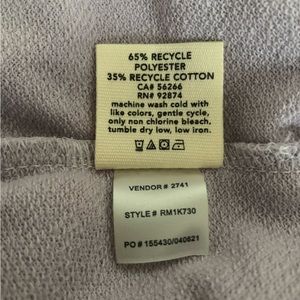 65% RECYCLE
POLYESTER
35% RECYCLE COTTON
CA# 56266
RN# 92874
machine wash cold with
like colors, gentle cycle,
only non chlorine bleach,
tumble dry low, low iron.
VENDOR # 2741
STYLE # RM1K730
PO # 155430/040621